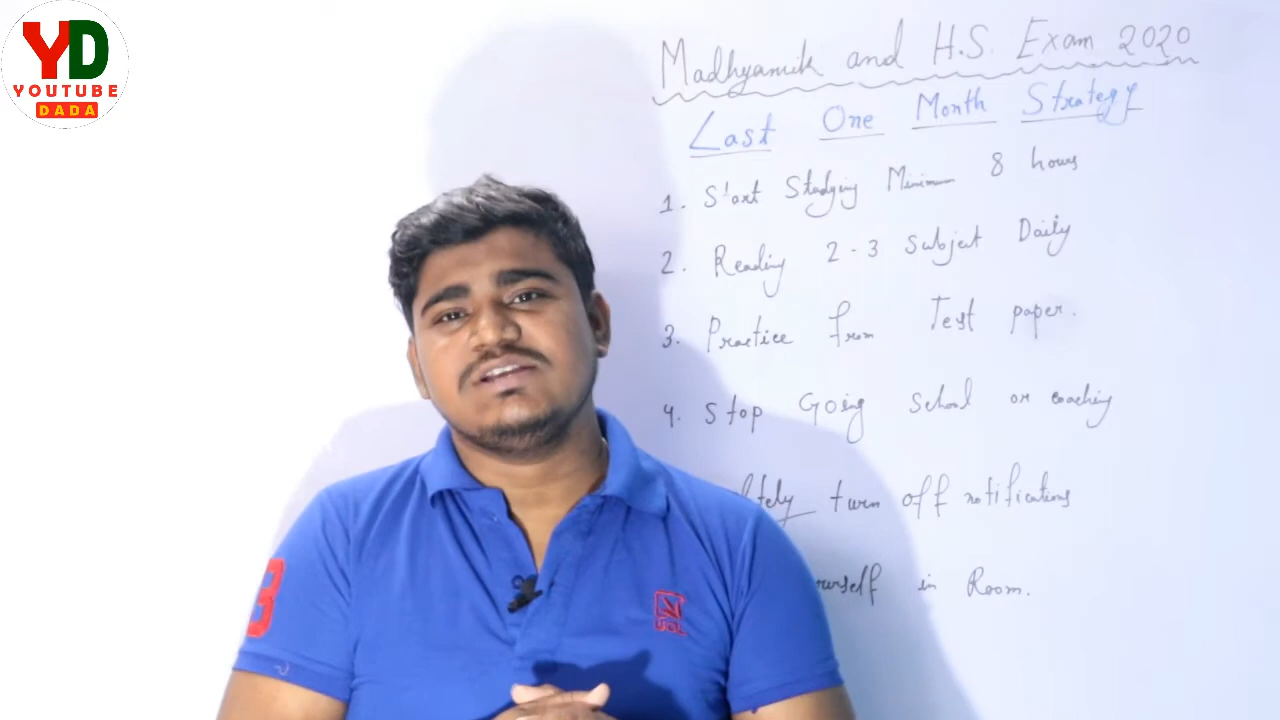 YD
YOUTUBE
DADA
Madhyamik and H.S. Exam 2020
Last One Month Strategy
1. Start Studying Minimum 8 hours
2. Reading 2-3 Subject Daily
3. Practice from Test paper.
4. Stop Going School or coaching
turn off notifications
in Room.
3